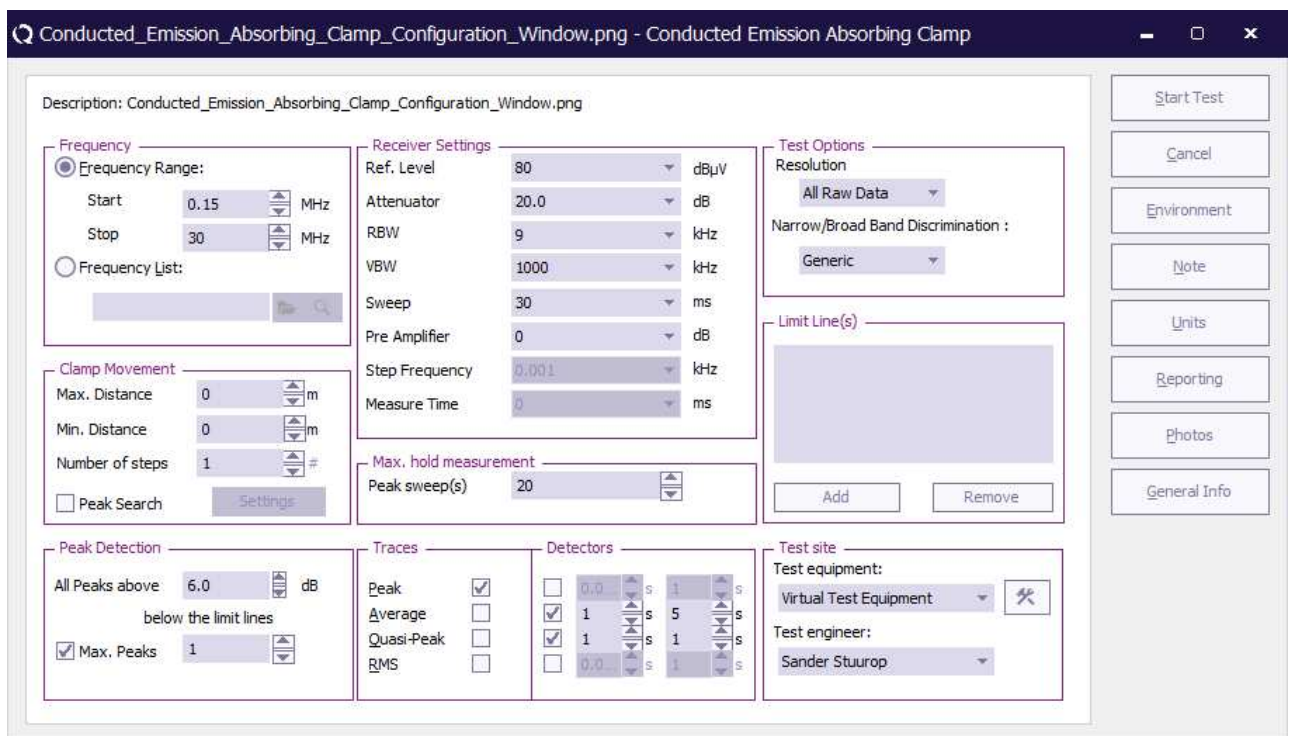 Conducted_Emission_Absorbing_Clamp_Configuration_Window.png - Conducted Emission Absorbing Clamp
Description: Conducted_Emission_Absorbing_Clamp_Configuration_Window.png
Frequency
Frequency Range:
Start 0.15 MHz
Stop 30 MHz
Frequency List:
Clamp Movement
Max. Distance 0 m
Min. Distance 0 m
Number of steps 1 #
Peak Search Settings
Receiver Settings
Ref. Level 80 dBµV
Attenuator 20.0 dB
RBW 9 kHz
VBW 1000 kHz
Sweep 30 ms
Pre Amplifier 0 dB
Step Frequency 0.001 kHz
Measure Time 0 ms
Max. hold measurement
Peak sweep(s) 20
Test Options
Resolution
All Raw Data
Narrow/Broad Band Discrimination :
Generic
Limit Line(s)
Add Remove
Peak Detection
All Peaks above 6.0 dB
below the limit lines
Max. Peaks 1
Traces Detectors
Peak 0.0... s 1 s
Average 1 s 5 s
Quasi-Peak 1 s 1 s
RMS 0.0... s 1 s
Test site
Test equipment:
Virtual Test Equipment
Test engineer:
Sander Stuurop
Start Test
Cancel
Environment
Note
Units
Reporting
Photos
General Info